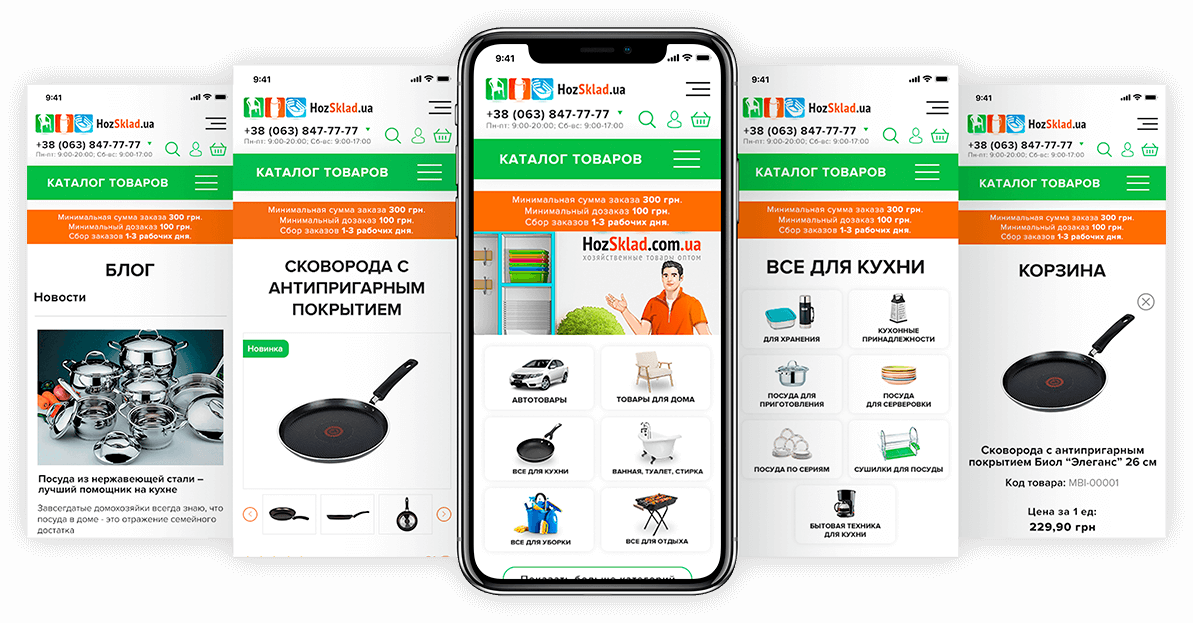 9:41
HozSklad.ua
+38 (063) 847-77-77
Пн-пт: 9:00-20:00; Сб-вс: 9:00-17:00
КАТАЛОГ ТОВАРОВ
Минимальная сумма заказа 300 грн.
Минимальный дозаказ 100 грн.
Сбор заказов 1-3 рабочих дня.
БЛОГ
Новости
Посуда из нержавеющей стали –
лучший помощник на кухне
Завсегдатые домохозяйки всегда знаю, что
посуда в доме - это отражение семейного
достатка
9:41
HozSklad.ua
+38 (063) 847-77-77
Пн-пт: 9:00-20:00; Сб-вс: 9:00-17:00
КАТАЛОГ ТОВАРОВ
Минимальная сумма заказа 300 грн.
Минимальный дозаказ 100 грн.
Сбор заказов 1-3 рабочих дня.
СКОВОРОДА С
АНТИПРИГАРНЫМ
ПОКРЫТИЕМ
Новинка
9:41
HozSklad.ua
+38 (063) 847-77-77
Пн-пт: 9:00-20:00; Сб-вс: 9:00-17:00
КАТАЛОГ ТОВАРОВ
Минимальная сумма заказа 300 грн.
Минимальный дозаказ 100 грн.
Сбор заказов 1-3 рабочих дня.
HozSklad.com.ua
хозяйственные товары оптом
АВТОТОВАРЫ
ТОВАРЫ ДЛЯ ДОМА
ВСЕ ДЛЯ КУХНИ
ВАННАЯ, ТУАЛЕТ, СТИРКА
ВСЕ ДЛЯ УБОРКИ
ВСЕ ДЛЯ ОТДЫХА
Показать больше категорий
9:41
HozSklad.ua
+38 (063) 847-77-77
Пн-пт: 9:00-20:00; Сб-вс: 9:00-17:00
КАТАЛОГ ТОВАРОВ
Минимальная сумма заказа 300 грн.
Минимальный дозаказ 100 грн.
Сбор заказов 1-3 рабочих дня.
ВСЕ ДЛЯ КУХНИ
ДЛЯ ХРАНЕНИЯ
КУХОННЫЕ
ПРИНАДЛЕЖНОСТИ
ПОСУДА ДЛЯ
ПРИГОТОВЛЕНИЯ
ПОСУДА
ДЛЯ СЕРВЕРОВКИ
ПОСУДА ПО СЕРИЯМ
СУШИЛКИ ДЛЯ ПОСУДЫ
БЫТОВАЯ ТЕХНИКА
ДЛЯ КУХНИ
9:41
HozSklad.ua
+38 (063) 847-77-77
Пн-пт: 9:00-20:00; Сб-вс: 9:00-17:00
КАТАЛОГ ТОВАРОВ
Минимальная сумма заказа 300 грн.
Минимальный дозаказ 100 грн.
Сбор заказов 1-3 рабочих дня.
КОРЗИНА
Сковорода с антипригарным
покрытием Биол “Элеганс” 26 см
Код товара: MBI-00001
Цена за 1 ед:
229,90 грн